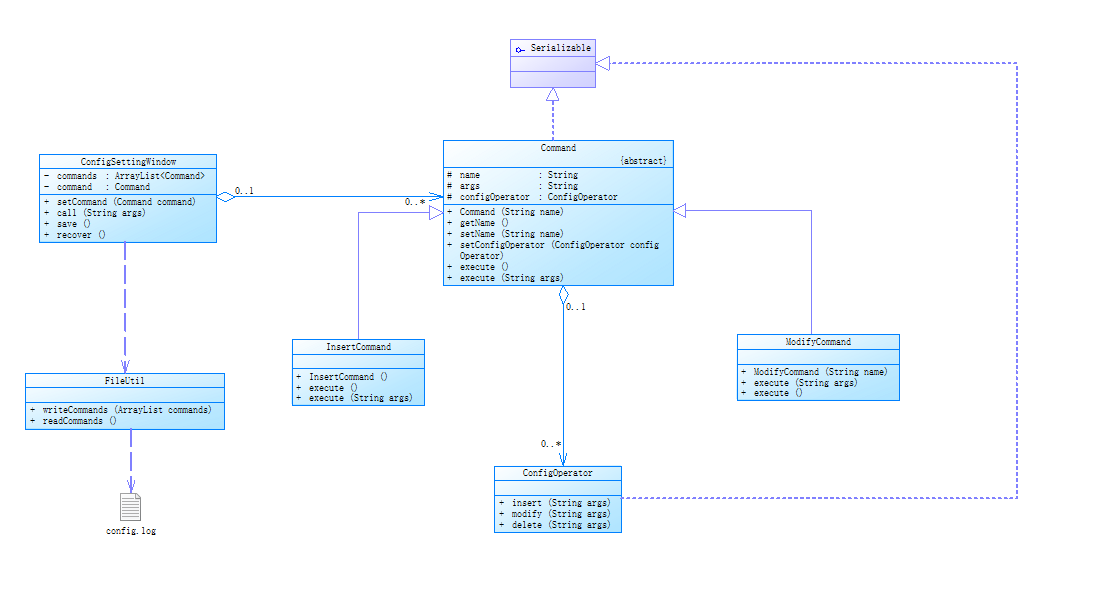 Serializable
Command
{abstract}
# name : String
# args : String
# configOperator : ConfigOperator
+ Command (String name)
+ getName ()
+ setName (String name)
+ setConfigOperator (ConfigOperator config
Operator)
+ execute ()
+ execute (String args)
ConfigSettingWindow
- commands : ArrayList<Command>
- command : Command
+ setCommand (Command command)
+ call (String args)
+ save ()
+ recover ()
0..1
0..*
InsertCommand
+ InsertCommand ()
+ execute ()
+ execute (String args)
0..1
0..*
ModifyCommand
+ ModifyCommand (String name)
+ execute (String args)
+ execute ()
FileUtil
+ writeCommands (ArrayList commands)
+ readCommands ()
config.log
ConfigOperator
+ insert (String args)
+ modify (String args)
+ delete (String args)